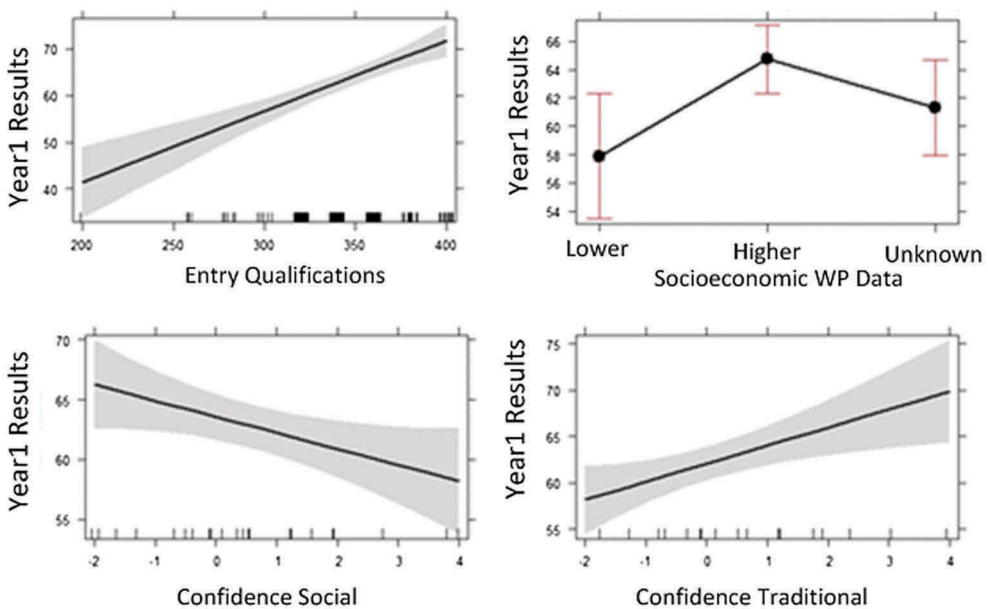 Year1 Results
70
60
50
40
200 250 300 350 400
Entry Qualifications
Year1 Results
66
64
62
60
58
56
54
Lower Higher Unknown
Socioeconomic WP Data
Year1 Results
70
65
60
55
-2 -1 0 1 2 3 4
Confidence Social
Year1 Results
75
70
65
60
55
-2 -1 0 1 2 3 4
Confidence Traditional